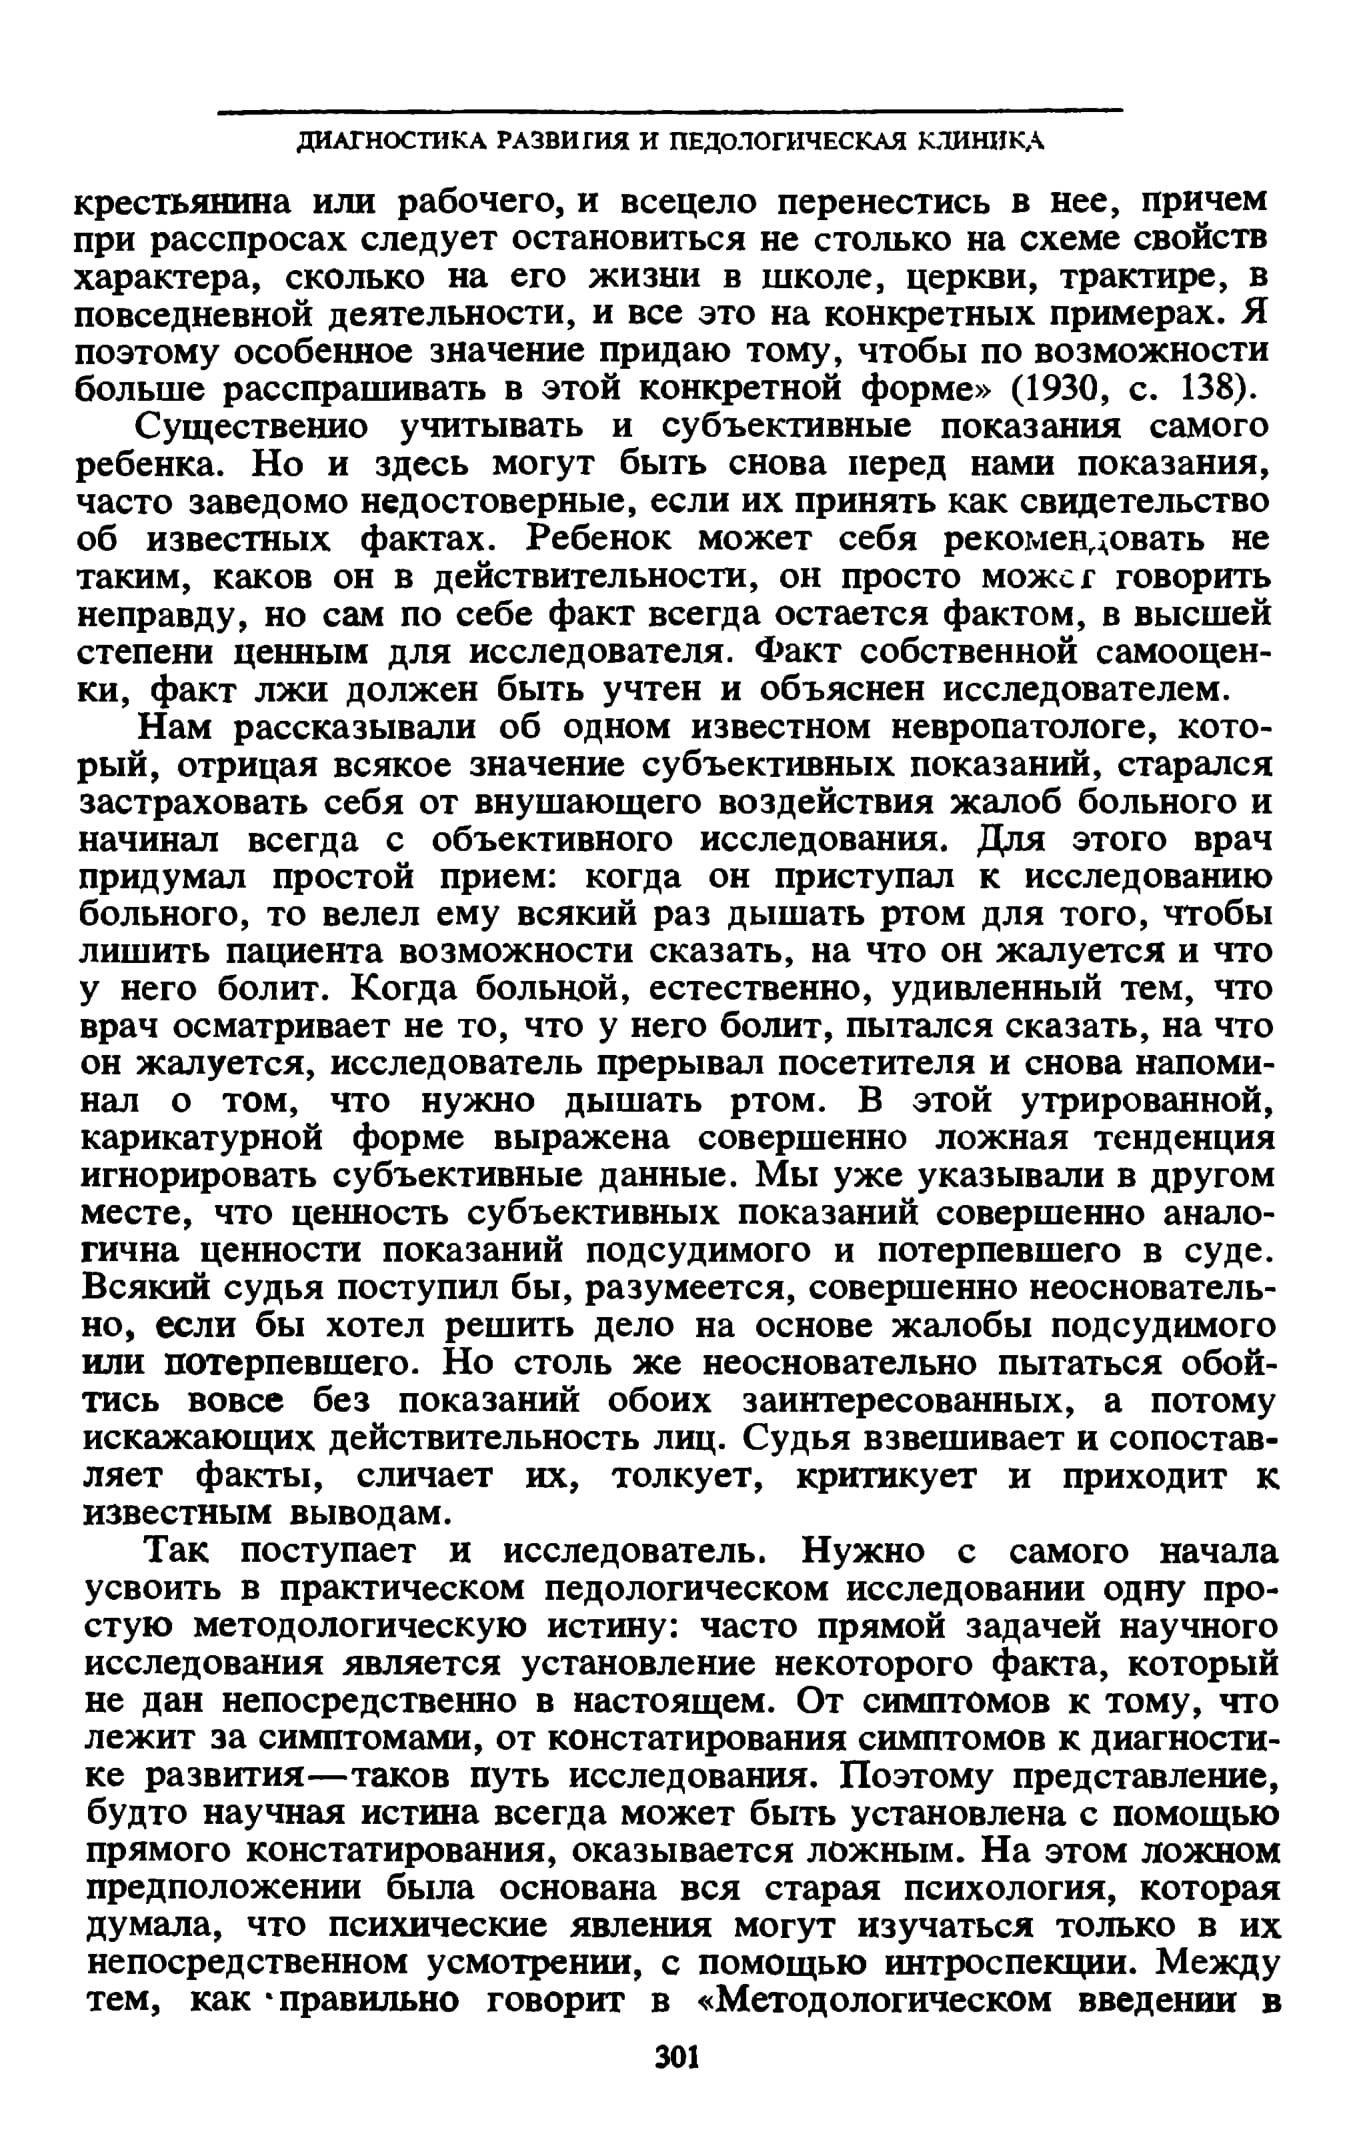 ДИАГНОСТИКА РАЗВИТИЯ И ПЕДОЛОГИЧЕСКАЯ КЛИНИКА
крестьянина или рабочего, и всецело перенестись в нее, причем
при расспросах следует остановиться не столько на схеме свойств
характера, сколько на его жизни в школе, церкви, трактире, в
повседневной деятельности, и все это на конкретных примерах. Я
поэтому особенное значение придаю тому, чтобы по возможности
больше расспрашивать в этой конкретной форме» (1930, с. 138).
Существенно учитывать и субъективные показания самого
ребенка. Но и здесь могут быть снова перед нами показания,
часто заведомо недостоверные, если их принять как свидетельство
об известных фактах. Ребенок может себя рекомендовать не
таким, каков он в действительности, он просто может говорить
неправду, но сам по себе факт всегда остается фактом, в высшей
степени ценным для исследователя. Факт собственной самооцен-
ки, факт лжи должен быть учтен и объяснен исследователем.
Нам рассказывали об одном известном невропатологе, кото-
рый, отрицая всякое значение субъективных показаний, старался
застраховать себя от внушающего воздействия жалоб больного и
начинал всегда с объективного исследования. Для этого врач
придумал простой прием: когда он приступал к исследованию
больного, то велел ему всякий раз дышать ртом для того, чтобы
лишить пациента возможности сказать, на что он жалуется и что
у него болит. Когда больной, естественно, удивленный тем, что
врач осматривает не то, что у него болит, пытался сказать, на что
он жалуется, исследователь прерывал посетителя и снова напоми-
нал о том, что нужно дышать ртом. В этой утрированной,
карикатурной форме выражена совершенно ложная тенденция
игнорировать субъективные данные. Мы уже указывали в другом
месте, что ценность субъективных показаний совершенно анало-
гична ценности показаний подсудимого и потерпевшего в суде.
Всякий судья поступил бы, разумеется, совершенно неосновательно-
но, если бы хотел решить дело на основе жалобы подсудимого
или потерпевшего. Но столь же неосновательно пытаться обой-
тись вовсе без показаний обоих заинтересованных, а потому
искажающих действительность лиц. Судья взвешивает и сопостав-
ляет факты, сличает их, толкует, критикует и приходит к
известным выводам.
Так поступает и исследователь. Нужно с самого начала
усвоить в практическом педологическом исследовании одну про-
стую методологическую истину: часто прямой задачей научного
исследования является установление некоторого факта, который
не дан непосредственно в настоящем. От симптомов к тому, что
лежит за симптомами, от констатирования симптомов к диагности-
ке развития—таков путь исследования. Поэтому представление,
будто научная истина всегда может быть установлена с помощью
прямого констатирования, оказывается ложным. На этом ложном
предположении была основана вся старая психология, которая
думала, что психические явления могут изучаться только в их
непосредственном усмотрении, с помощью интроспекции. Между
тем, как правильно говорит в «Методологическом введении в
301